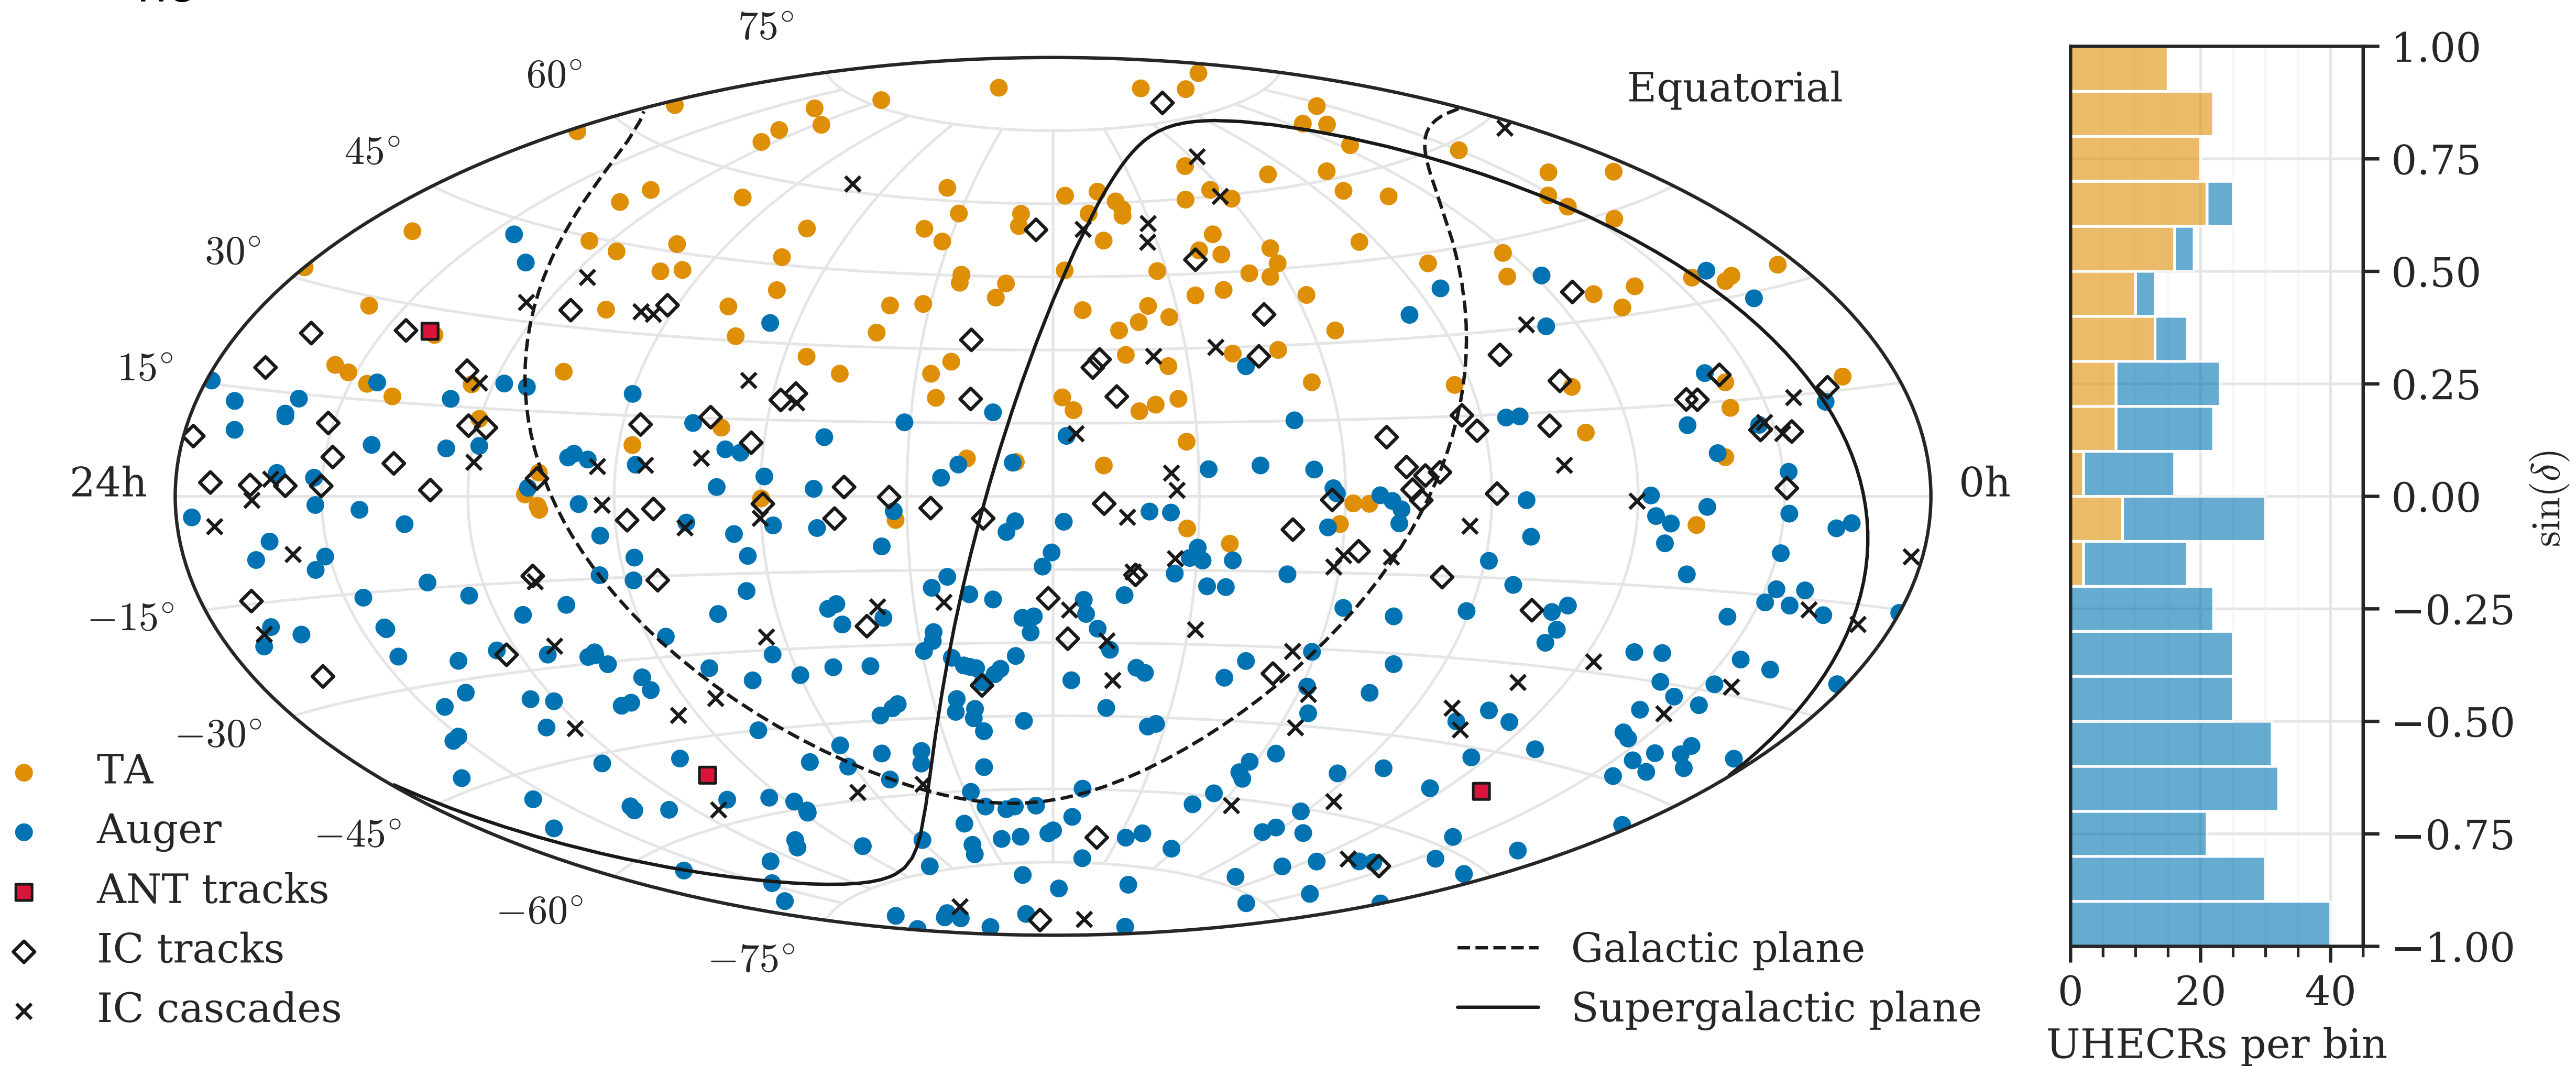 75°
60°
45°
30°
15°
24h
−15°
−30°
−45°
−60°
−75°
Equatorial
0h
TA
Auger
ANT tracks
IC tracks
IC cascades
Galactic plane
Supergalactic plane
1.00
0.75
0.50
0.25
0.00
−0.25
−0.50
−0.75
−1.00
sin(δ)
0 20 40
UHECRs per bin